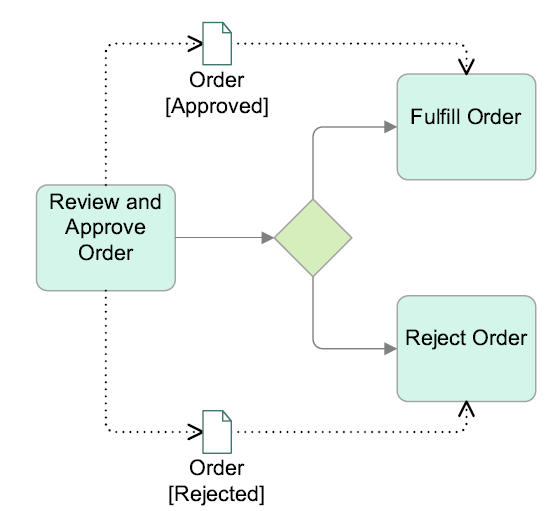 Order
[Approved]
Fulfill Order
Review and
Approve
Order
Reject Order
Order
[Rejected]